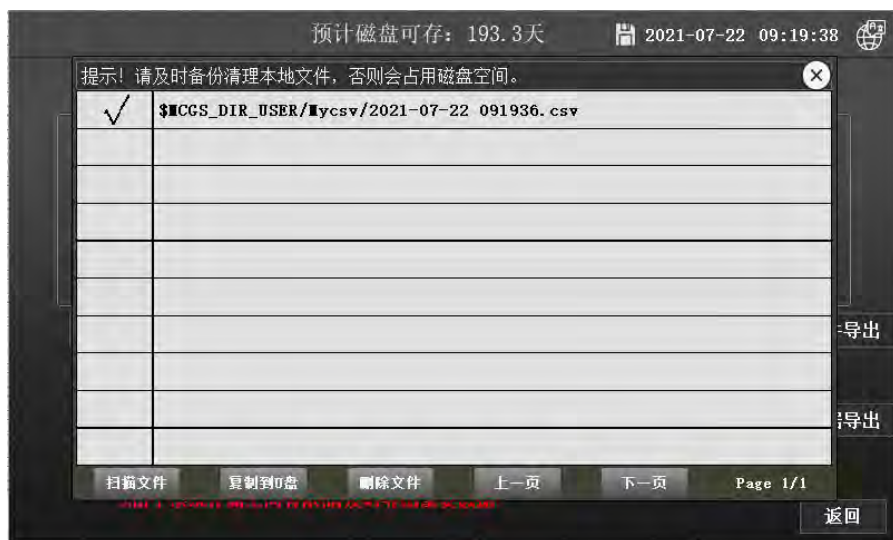 预计磁盘可存：193.3天
2021-07-22 09:19:38
提示！请及时备份清理本地文件，否则会占用磁盘空间。
$MCGS_DIR_USER/Mycsv/2021-07-22 091936.csv
导出
导出
扫描文件 复制到U盘 删除文件 上一页 下一页 Page 1/1
返回